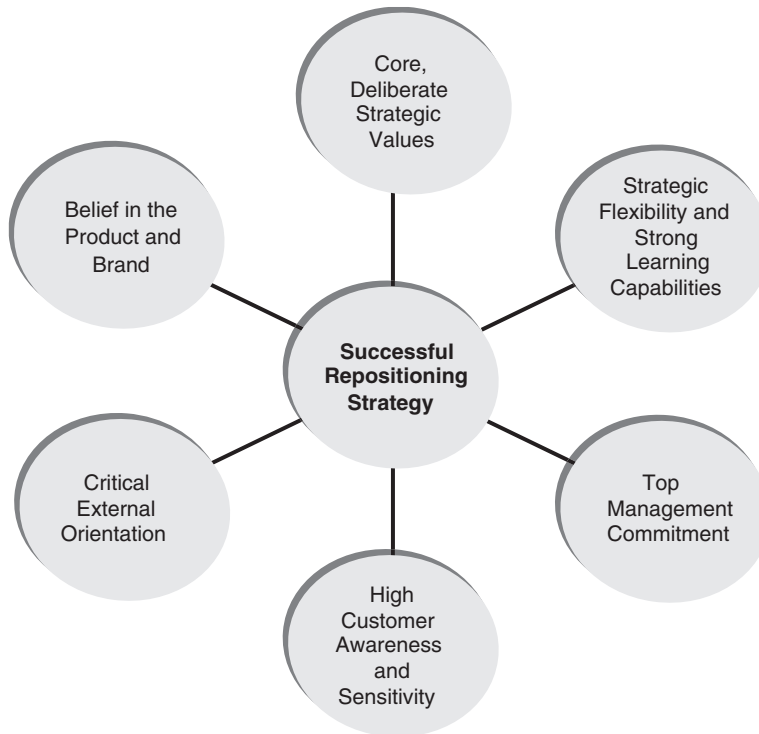 Core,
Deliberate
Strategic
Values
Belief in the
Product and
Brand
Strategic
Flexibility and
Strong
Learning
Capabilities
Successful
Repositioning
Strategy
Critical
External
Orientation
Top
Management
Commitment
High
Customer
Awareness
and
Sensitivity